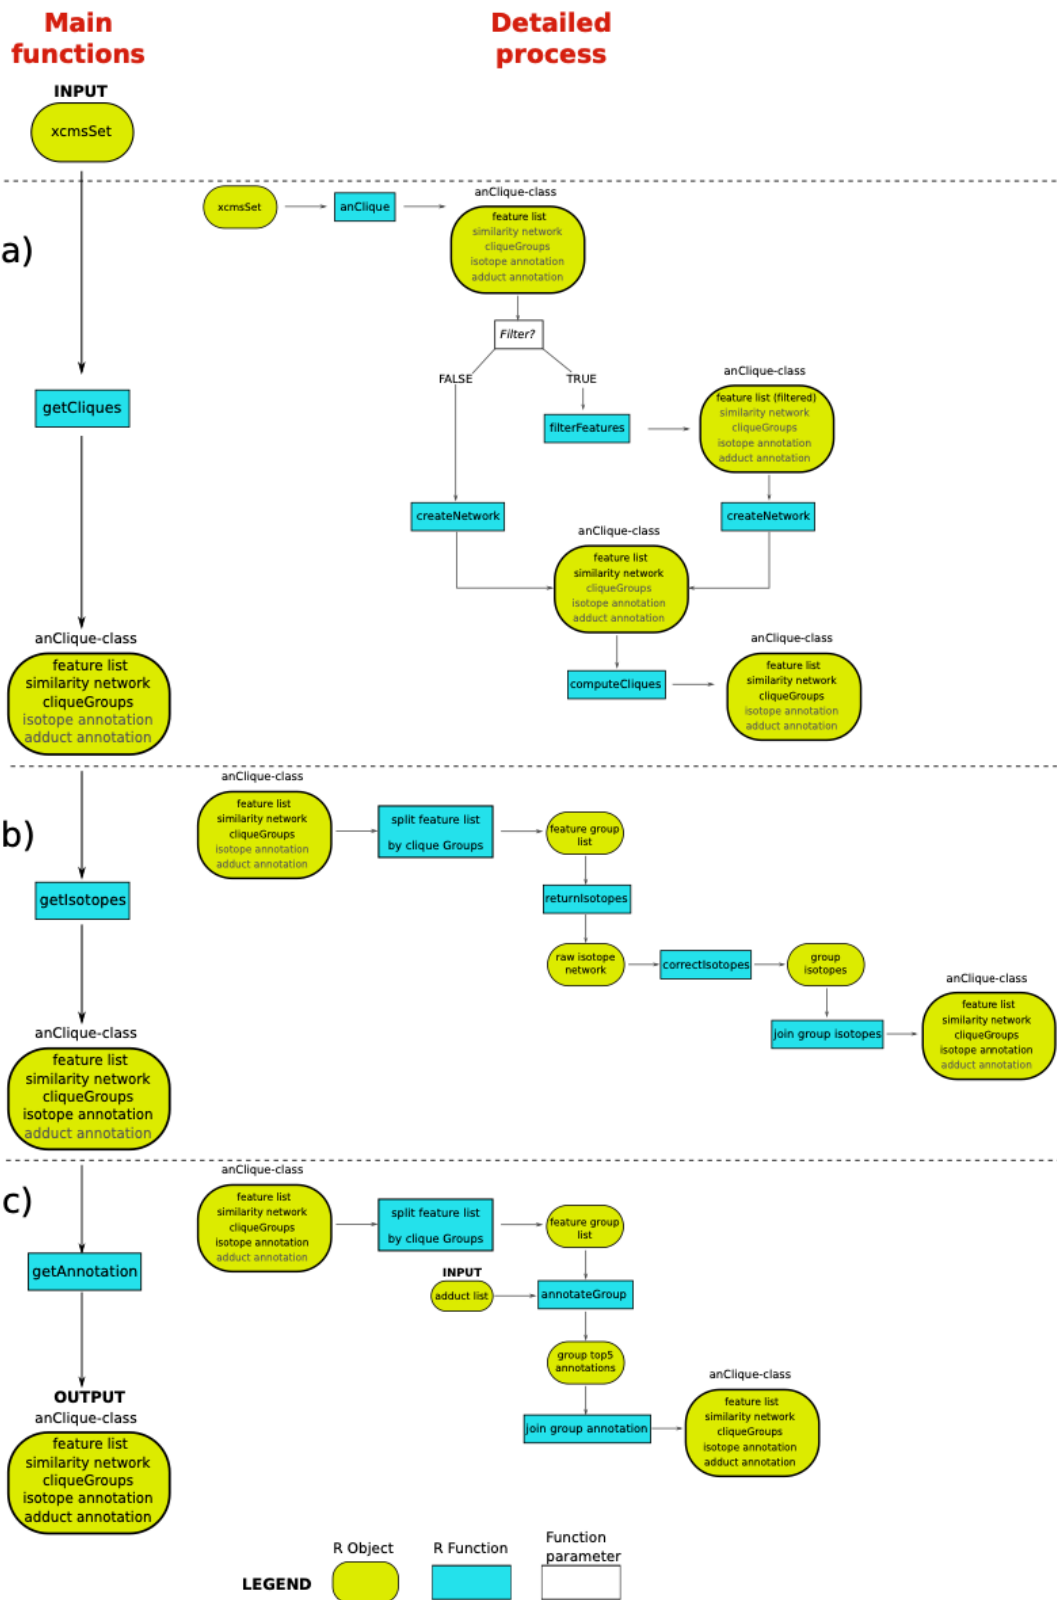 Main
functions
Detailed
process
INPUT
xcmsSet
a)
xcmsSet
anClique
anClique-class
feature list
similarity network
cliqueGroups
isotope annotation
adduct annotation
Filter?
FALSE
TRUE
filterFeatures
anClique-class
feature list (filtered)
similarity network
cliqueGroups
isotope annotation
adduct annotation
getCliques
createNetwork
createNetwork
anClique-class
feature list
similarity network
cliqueGroups
isotope annotation
adduct annotation
computeCliques
anClique-class
feature list
similarity network
cliqueGroups
isotope annotation
adduct annotation
anClique-class
feature list
similarity network
cliqueGroups
isotope annotation
adduct annotation
b)
anClique-class
feature list
similarity network
cliqueGroups
isotope annotation
adduct annotation
split feature list
by clique Groups
feature group
list
getIsotopes
returnIsotopes
raw isotope
network
correctIsotopes
group
isotopes
join group isotopes
anClique-class
feature list
similarity network
cliqueGroups
isotope annotation
adduct annotation
anClique-class
feature list
similarity network
cliqueGroups
isotope annotation
adduct annotation
c)
anClique-class
feature list
similarity network
cliqueGroups
isotope annotation
adduct annotation
split feature list
by clique Groups
feature group
list
getAnnotation
INPUT
adduct list
annotateGroup
group top5
annotations
join group annotation
anClique-class
feature list
similarity network
cliqueGroups
isotope annotation
adduct annotation
OUTPUT
anClique-class
feature list
similarity network
cliqueGroups
isotope annotation
adduct annotation
LEGEND
R Object
R Function
Function
parameter